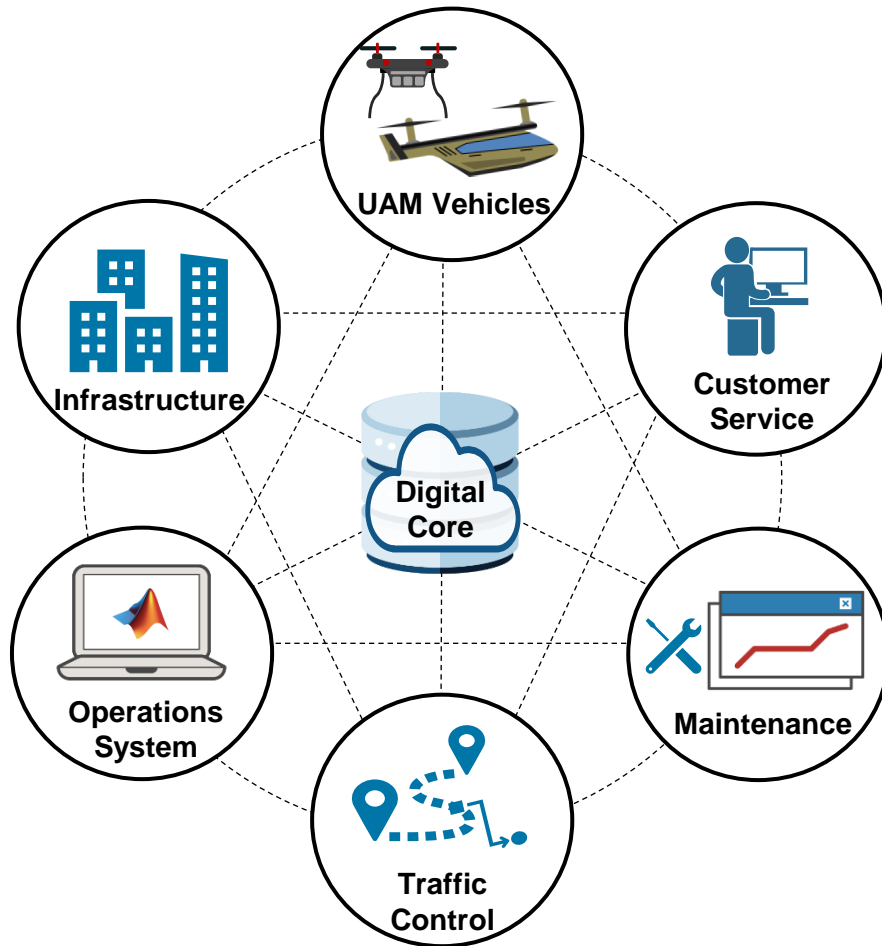 UAM Vehicles
Infrastructure
Customer
Service
Digital
Core
Operations
System
Maintenance
Traffic
Control